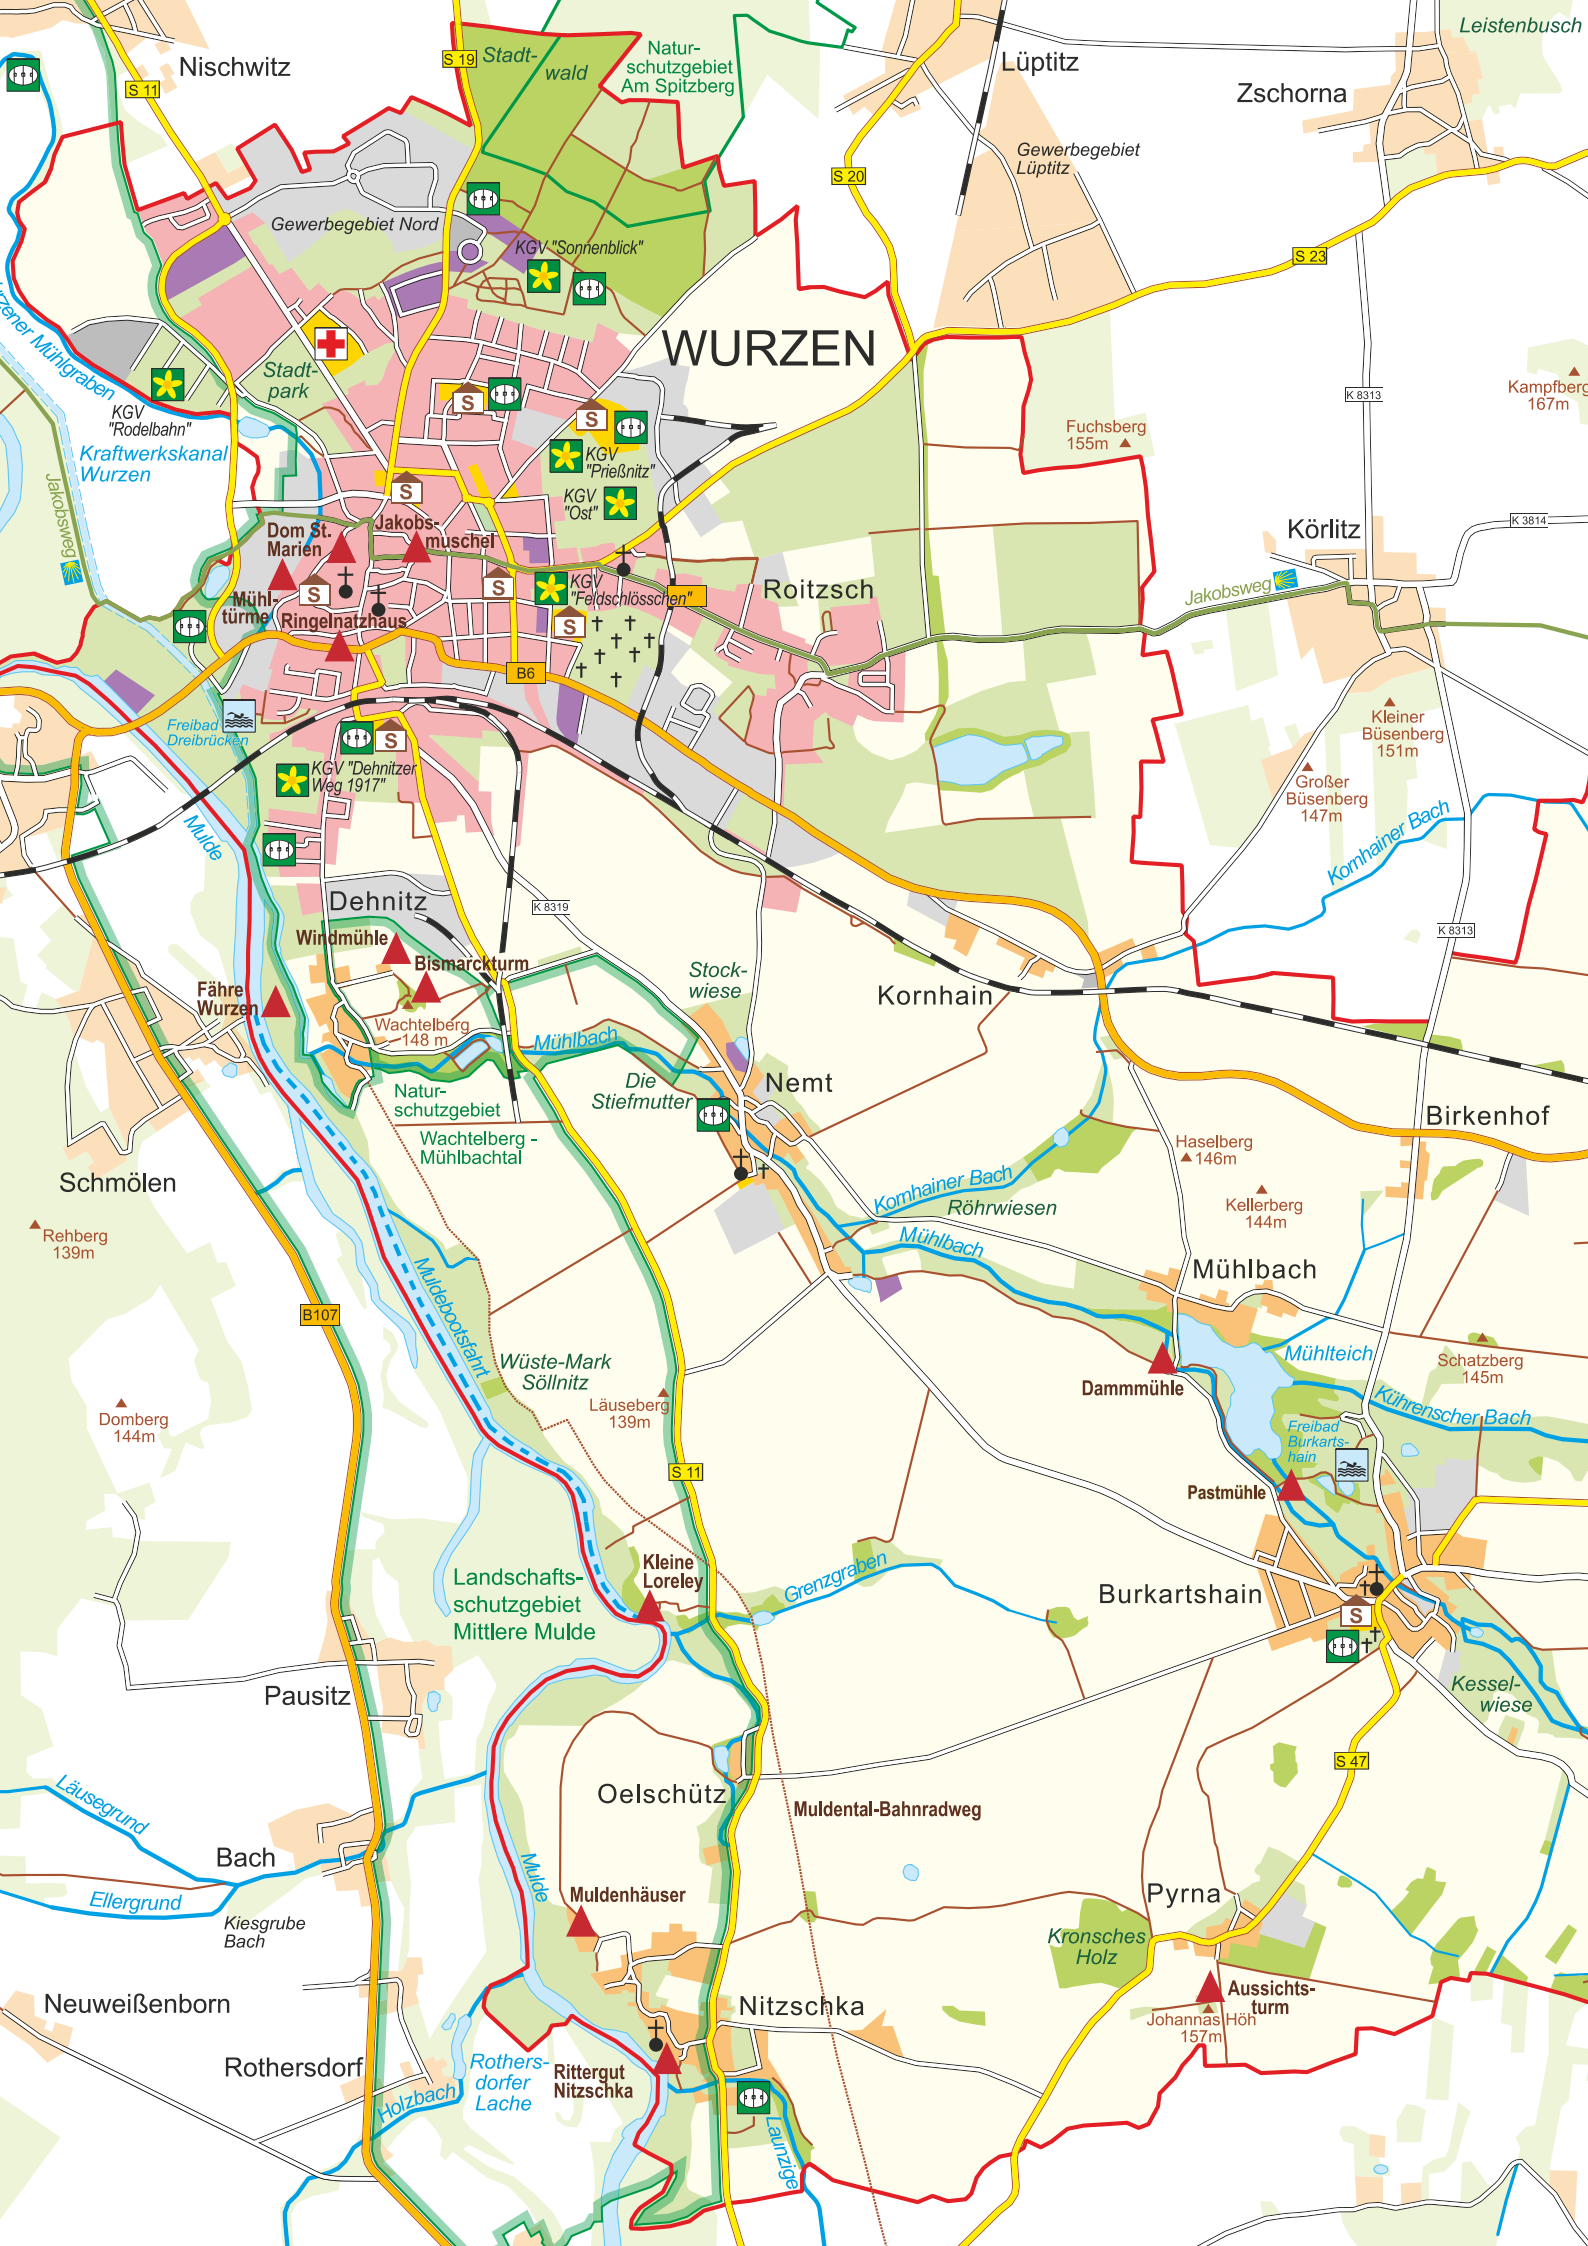 Leistenbusch
Nischwitz
S 19
Stadt-
wald
Natur-
schutzgebiet
Am Spitzberg
Lüptitz
Zschorna
S 11
Gewerbegebiet
Lüptitz
S 20
Gewerbegebiet Nord
KGV "Sonnenblick"
S 23
WURZEN
Stadt-
park
KGV
"Rodelbahn"
Kraftwerkskanal
Wurzen
Jakobsweg
S
S
KGV
"Prießnitz"
KGV
"Ost"
S
Fuchsberg
155m
K 8313
Kampfberg
167m
Körlitz
K 3814
Dom St.
Marien
Jakobs-
muschel
Mühl-
türme
S
Ringelnatzhaus
S
KGV
"Feldschlösschen"
S
Roitzsch
Jakobsweg
B6
Freibad
Dreibrücken
S
KGV "Dehnitzer
Weg 1917"
Mulde
Kleiner
Büsenberg
151m
Großer
Büsenberg
147m
Kornhainer Bach
Dehnitz
K 8319
K 8313
Windmühle
Bismarckturm
Fähre
Wurzen
Wachtelberg
148 m
Stock-
wiese
Kornhain
Mühlbach
Die
Stiefmutter
Nemt
Natur-
schutzgebiet
Wachtelberg -
Mühlbachtal
Birkenhof
Haselberg
146m
Schmölen
Kornhainer Bach
Röhrwiesen
Kellerberg
144m
Rehberg
139m
Mühlbach
Mühlbach
Muldebootsfahrt
B107
Wüste-Mark
Söllnitz
Läuseberg
139m
Dammmühle
Mühlteich
Schatzberg
145m
Domberg
144m
Kührenscher Bach
Freibad
Burkarts-
hain
S 11
Pastmühle
Kleine
Loreley
Grenzgraben
Landschafts-
schutzgebiet
Mittlere Mulde
Burkartshain
S
Kessel-
wiese
Pausitz
S 47
Oelschütz
Muldental-Bahnradweg
Läusegrund
Bach
Mulde
Ellergrund
Kiesgrube
Bach
Muldenhäuser
Pyrna
Kronsches
Holz
Neuweißenborn
Nitzschka
Aussichts-
turm
Johannas Höh
157m
Rothersdorf
Rothers-
dorfer
Lache
Rittergut
Nitzschka
Holzbach
Launzige